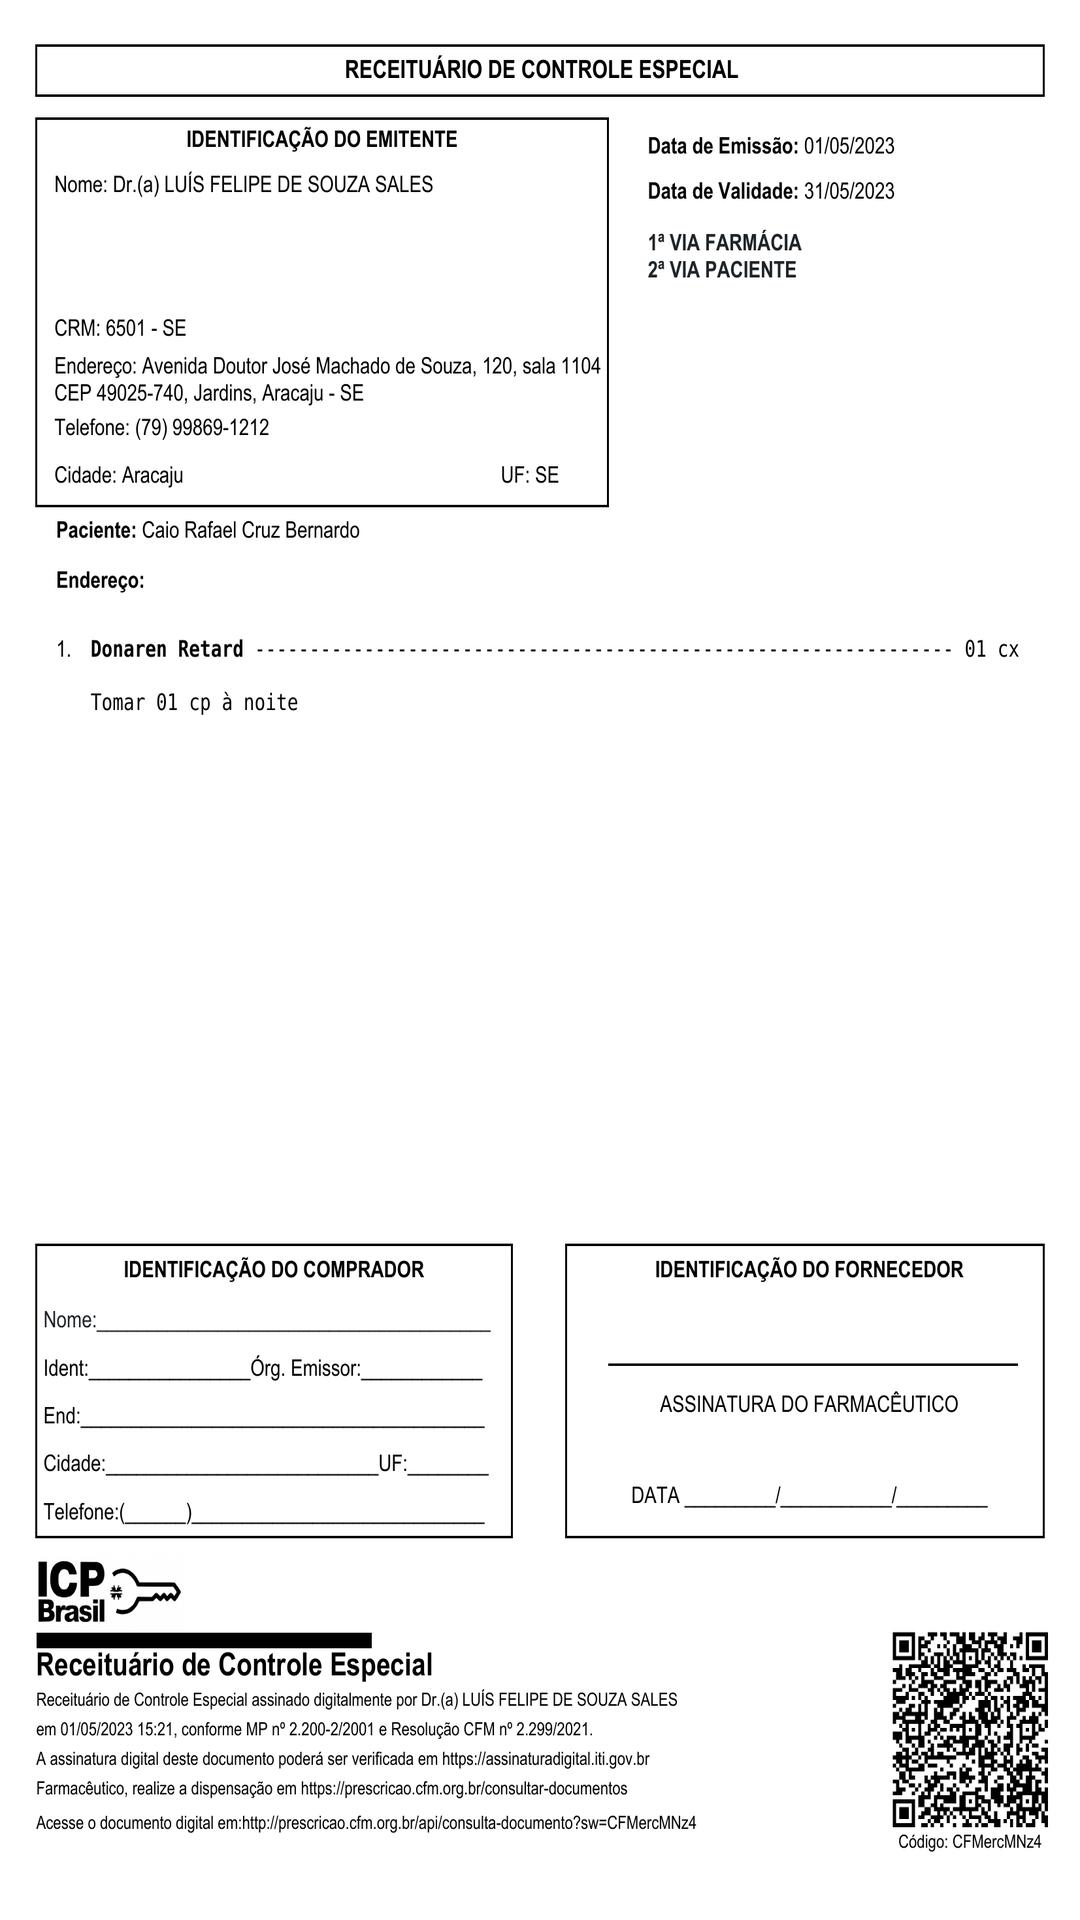 RECEITUÁRIO DE CONTROLE ESPECIAL
IDENTIFICAÇÃO DO EMITENTE
Nome: Dr.(a) LUÍS FELIPE DE SOUZA SALES
CRM: 6501 - SE
Endereço: Avenida Doutor José Machado de Souza, 120, sala 1104
CEP 49025-740, Jardins, Aracaju - SE
Telefone: (79) 99869-1212
Cidade: Aracaju UF: SE
Data de Emissão: 01/05/2023
Data de Validade: 31/05/2023
1ª VIA FARMÁCIA
2ª VIA PACIENTE
Paciente: Caio Rafael Cruz Bernardo
Endereço:
1. Donaren Retard ---------------------------------------------------------------- 01 cx
Tomar 01 cp à noite
IDENTIFICAÇÃO DO COMPRADOR
Nome:_______________________________________
Ident:________________Órg. Emissor:____________
End:________________________________________
Cidade:___________________________UF:________
Telefone:(______)_____________________________
IDENTIFICAÇÃO DO FORNECEDOR
ASSINATURA DO FARMACÊUTICO
DATA _________/___________/_________
ICP
Brasil
Receituário de Controle Especial
Receituário de Controle Especial assinado digitalmente por Dr.(a) LUÍS FELIPE DE SOUZA SALES
em 01/05/2023 15:21, conforme MP nº 2.200-2/2001 e Resolução CFM nº 2.299/2021.
A assinatura digital deste documento poderá ser verificada em https://assinaturadigital.iti.gov.br
Farmacêutico, realize a dispensação em https://prescricao.cfm.org.br/consultar-documentos
Acesse o documento digital em:http://prescricao.cfm.org.br/api/consulta-documento?sw=CFMercMNz4
Código: CFMercMNz4